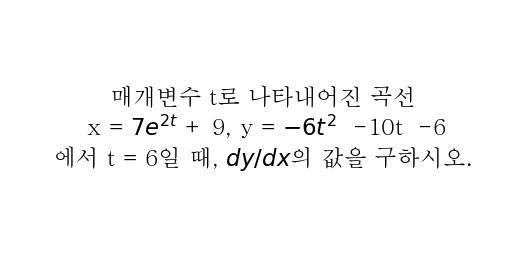 매개변수 t로 나타내어진 곡선
x = 7e^{2t} + 9, y = −6t^2 −10t −6
에서 t = 6일 때, dy/dx의 값을 구하시오.